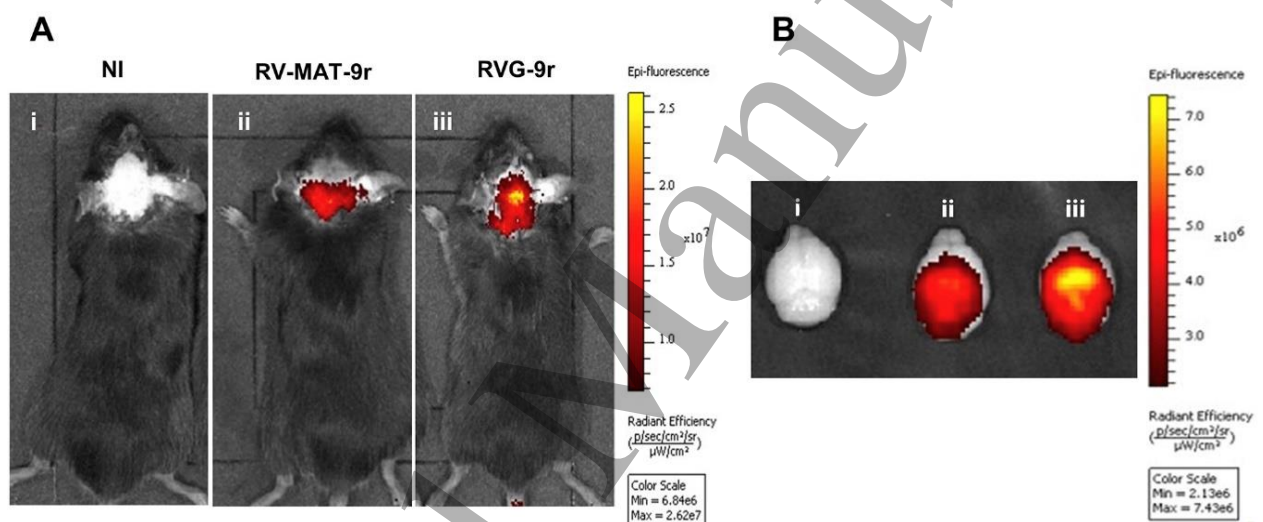 A
B
NI
RV-MAT-9r
RVG-9r
i
ii
iii
Epi-fluorescence
2.5
2.0
x10⁷
1.5
1.0
Radiant Efficiency
(p/sec/cm²/sr
µW/cm²)
Color Scale
Min = 6.84e6
Max = 2.62e7
i
ii
iii
Epi-fluorescence
7.0
6.0
5.0
x10⁶
4.0
3.0
Radiant Efficiency
(p/sec/cm²/sr
µW/cm²)
Color Scale
Min = 2.13e6
Max = 7.43e6
Manu